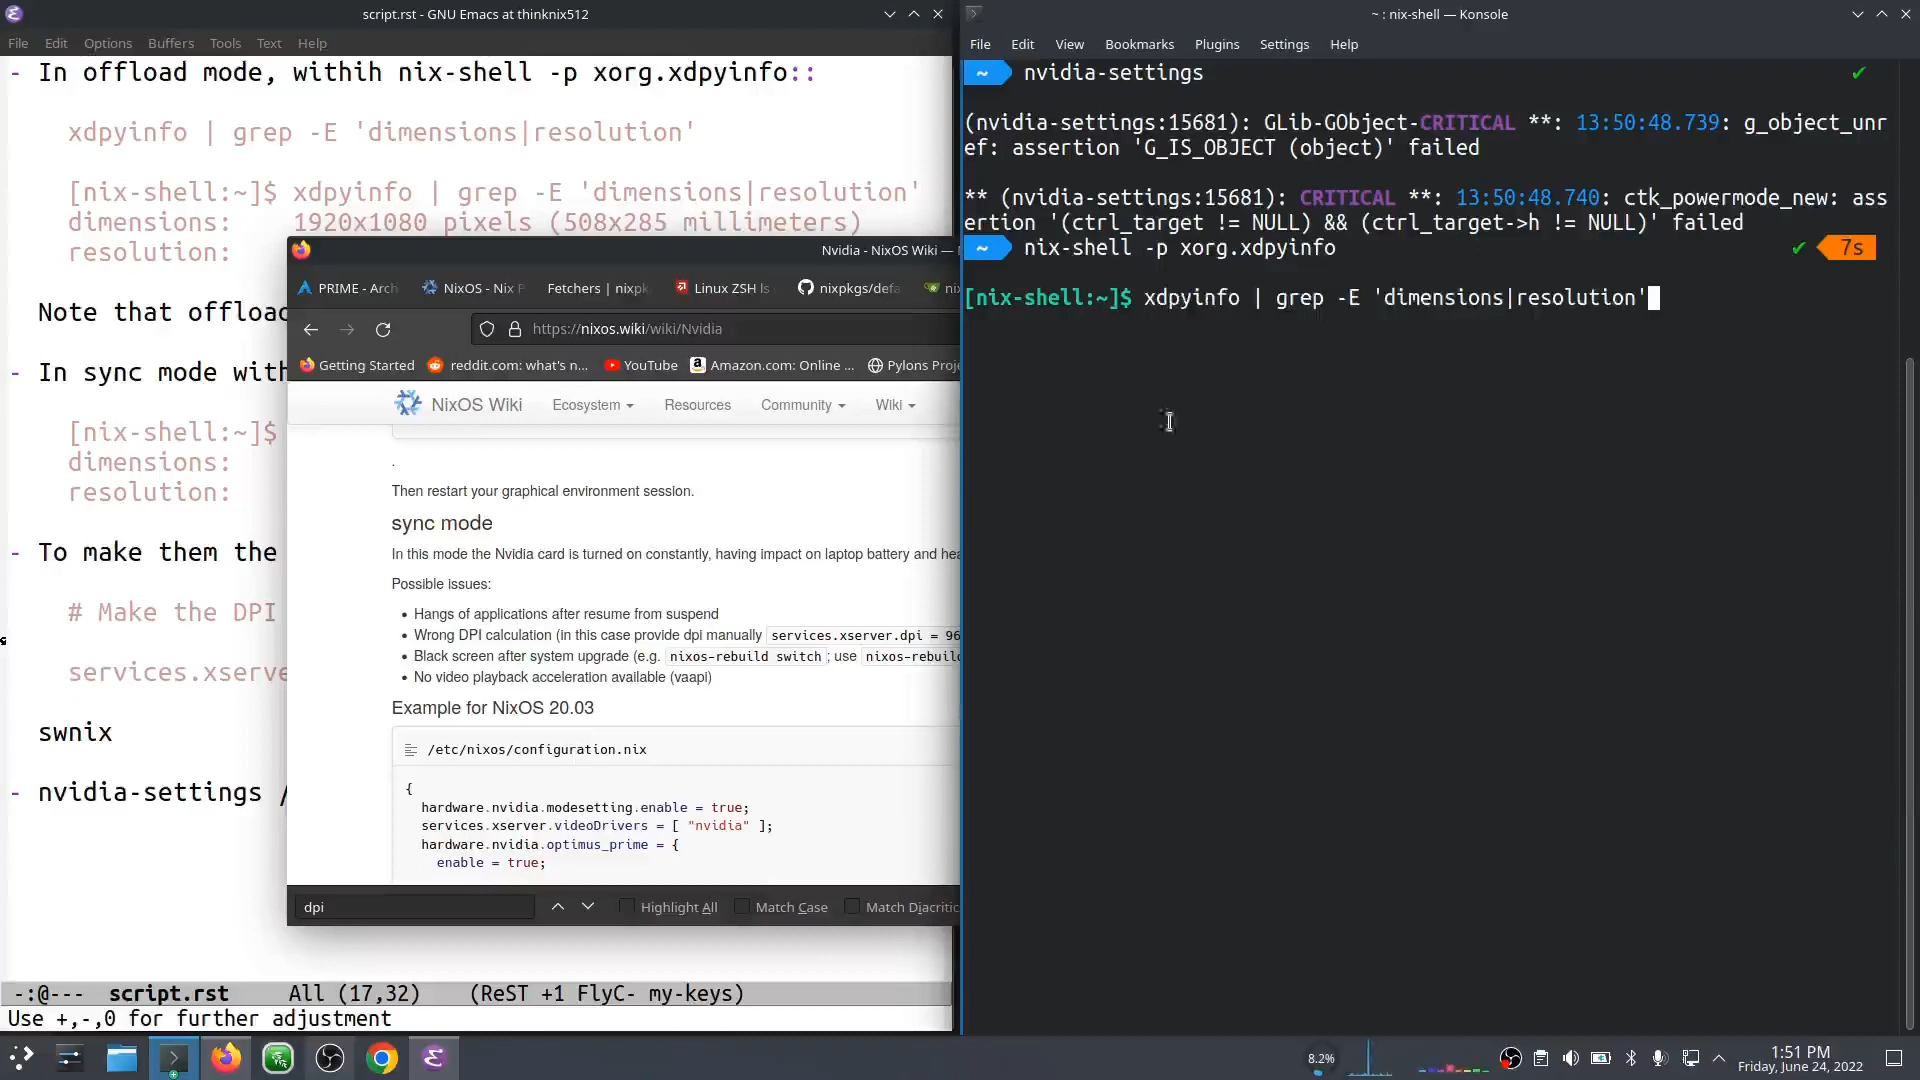 script.rst - GNU Emacs at thinknix512
File Edit Options Buffers Tools Text Help
- In offload mode, withih nix-shell -p xorg.xdpyinfo::
xdpyinfo | grep -E 'dimensions|resolution'
[nix-shell:~]$ xdpyinfo | grep -E 'dimensions|resolution'
dimensions: 1920x1080 pixels (508x285 millimeters)
resolution:
Note that offloa
- In sync mode with
[nix-shell:~]$
dimensions:
resolution:
- To make them the
# Make the DPI
services.xserve
swnix
- nvidia-settings /
-:@--- script.rst All (17,32) (ReST +1 FlyC- my-keys)
Use +,-,0 for further adjustment
Nvidia - NixOS Wiki —
PRIME - Arch NixOS - Nix F Fetchers | nixpk Linux ZSH ls nixpkgs/defa nix
https://nixos.wiki/wiki/Nvidia
Getting Started reddit.com: what's n... YouTube Amazon.com: Online ... Pylons Proje
NixOS Wiki Ecosystem Resources Community Wiki
.
Then restart your graphical environment session.
sync mode
In this mode the Nvidia card is turned on constantly, having impact on laptop battery and hea
Possible issues:
• Hangs of applications after resume from suspend
• Wrong DPI calculation (in this case provide dpi manually services.xserver.dpi = 96
• Black screen after system upgrade (e.g. nixos-rebuild switch; use nixos-rebuild
• No video playback acceleration available (vaapi)
Example for NixOS 20.03
/etc/nixos/configuration.nix
{
hardware.nvidia.modesetting.enable = true;
services.xserver.videoDrivers = [ "nvidia" ];
hardware.nvidia.optimus_prime = {
enable = true;
dpi Highlight All Match Case Match Diacritic
~ : nix-shell — Konsole
File Edit View Bookmarks Plugins Settings Help
~ nvidia-settings ✔
(nvidia-settings:15681): GLib-GObject-CRITICAL **: 13:50:48.739: g_object_unr
ef: assertion 'G_IS_OBJECT (object)' failed
** (nvidia-settings:15681): CRITICAL **: 13:50:48.740: ctk_powermode_new: ass
ertion '(ctrl_target != NULL) && (ctrl_target->h != NULL)' failed
~ nix-shell -p xorg.xdpyinfo ✔ 7s
[nix-shell:~]$ xdpyinfo | grep -E 'dimensions|resolution'
8.2%
1:51 PM
Friday, June 24, 2022